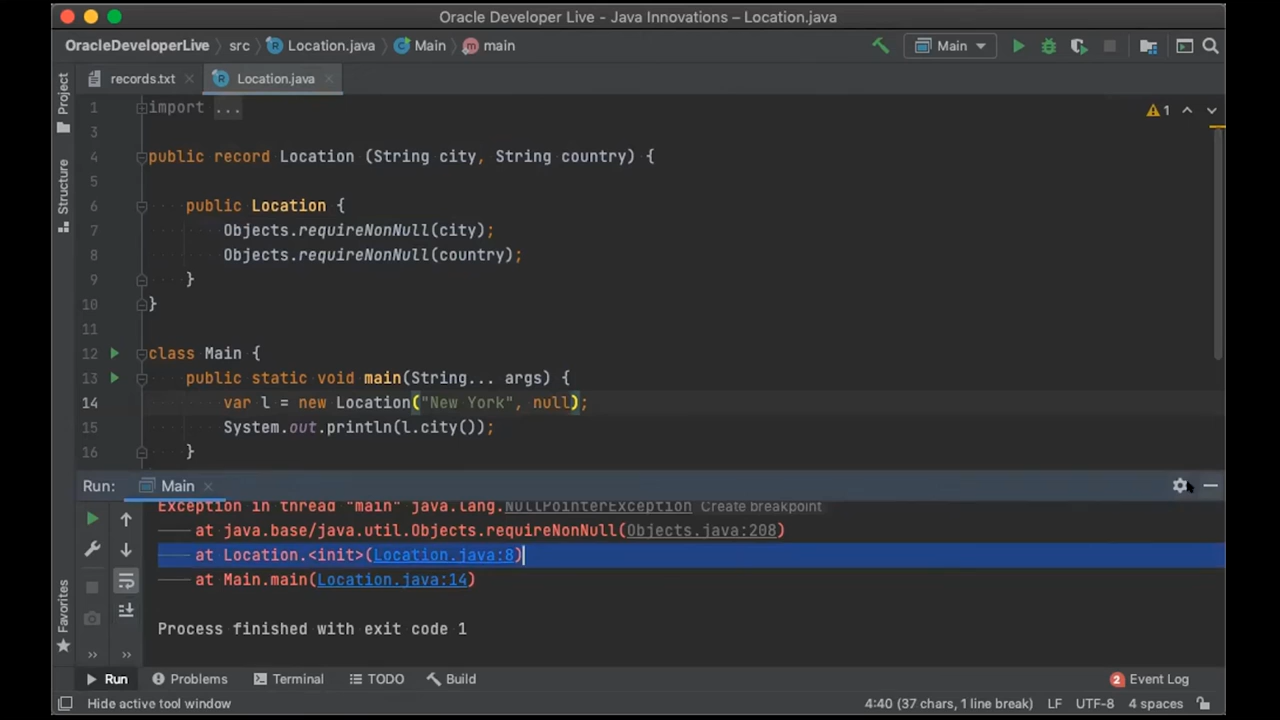 Oracle Developer Live - Java Innovations – Location.java
OracleDeveloperLive src Location.java Main main Main
Project
Structure
Favorites
records.txt Location.java
1 import ...
1
3
4 public record Location (String city, String country) {
5
6 public Location {
7 Objects.requireNonNull(city);
8 Objects.requireNonNull(country);
9 }
10 }
11
12 class Main {
13 public static void main(String... args) {
14 var l = new Location("New York", null);
15 System.out.println(l.city());
16 }
Run: Main
Exception in thread "main" java.lang.NullPointerException Create breakpoint
at java.base/java.util.Objects.requireNonNull(Objects.java:208)
at Location.<init>(Location.java:8)
at Main.main(Location.java:14)
Process finished with exit code 1
Run Problems Terminal TODO Build 2 Event Log
Hide active tool window 4:40 (37 chars, 1 line break) LF UTF-8 4 spaces